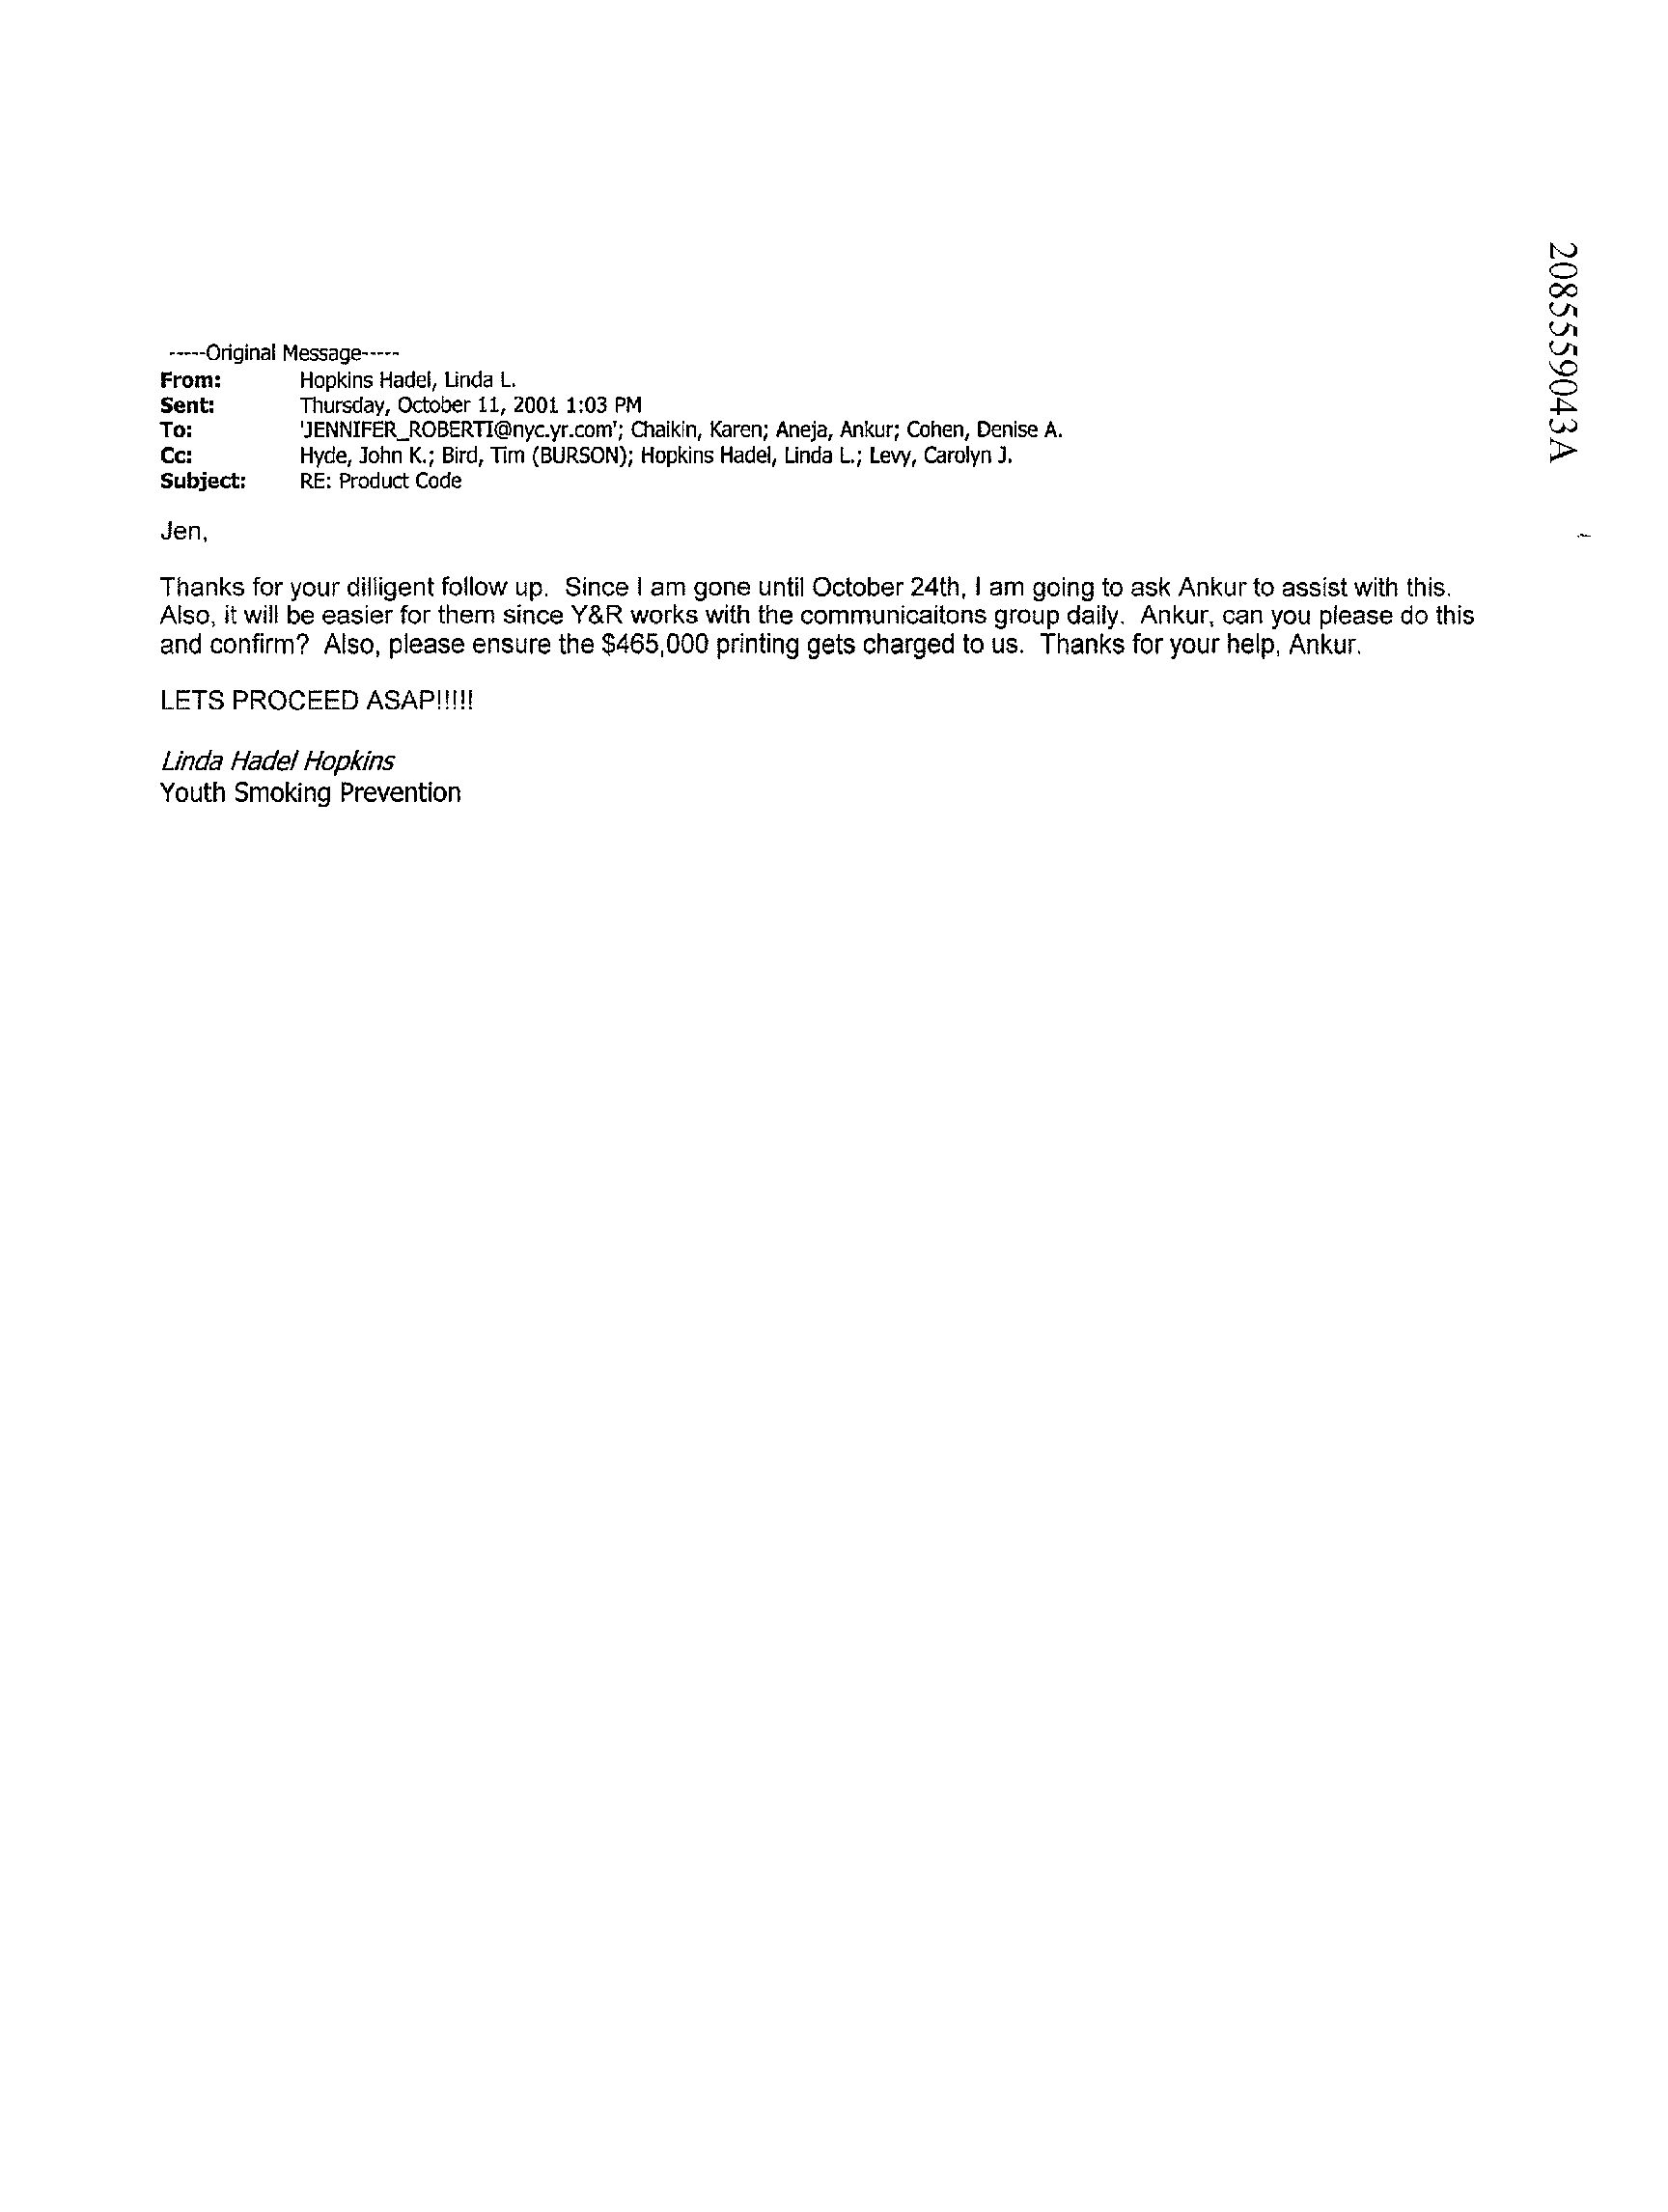 2085559043A
-----Original Message-----
From: Hopkins Hadel, Linda L.
Sent: Thursday, October 11, 2001 1:03 PM
To: 'JENNIFER_ROBERTI@nyc.yr.com'; Chaikin, Karen; Aneja, Ankur; Cohen, Denise A.
Cc: Hyde, John K.; Bird, Tim (BURSON); Hopkins Hadel, Linda L.; Levy, Carolyn J.
Subject: RE: Product Code
Jen,
Thanks for your dilligent follow up. Since I am gone until October 24th, I am going to ask Ankur to assist with this.
Also, it will be easier for them since Y&R works with the communicaitons group daily. Ankur, can you please do this
and confirm? Also, please ensure the $465,000 printing gets charged to us. Thanks for your help, Ankur.
LETS PROCEED ASAP!!!!!
Linda Hadel Hopkins
Youth Smoking Prevention